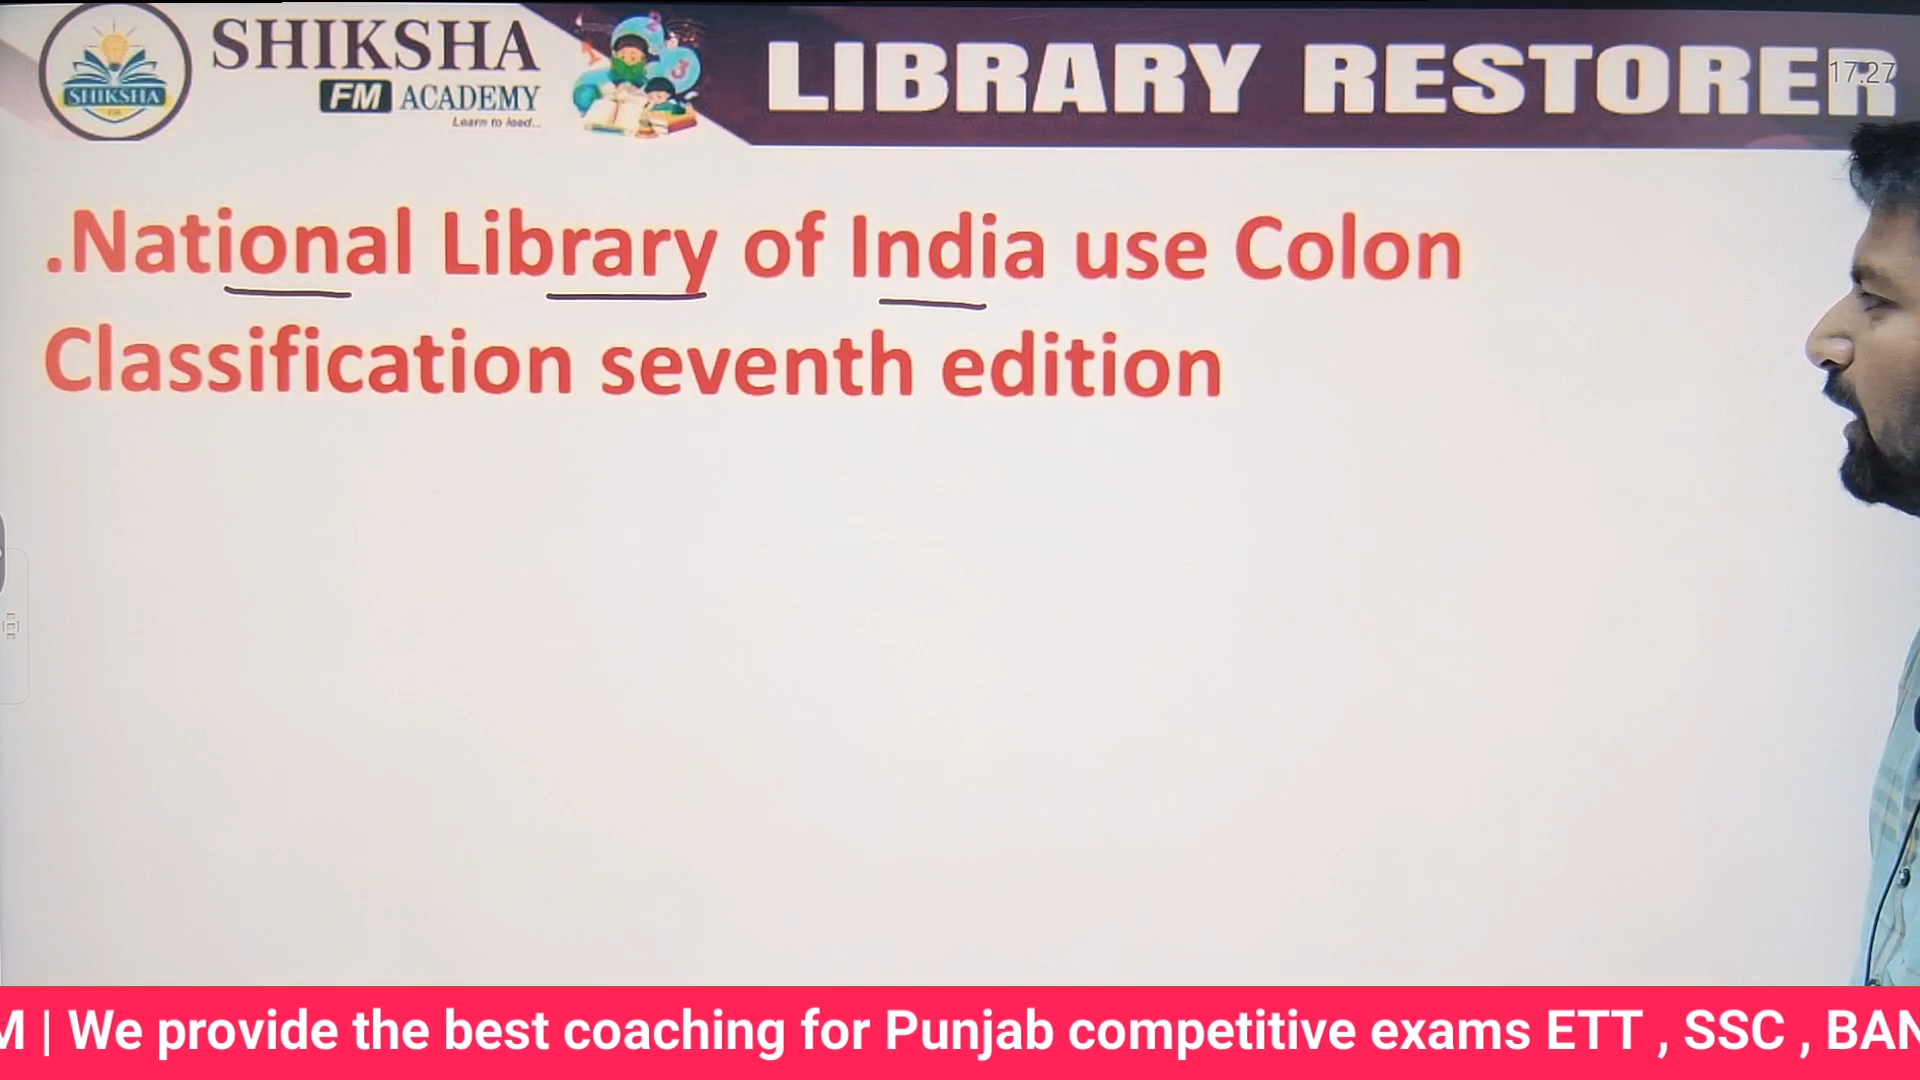 SHIKSHA
FM ACADEMY
Learn to lead...
SHIKSHA
LIBRARY RESTORER
17:27
.National Library of India use Colon
Classification seventh edition
M | We provide the best coaching for Punjab competitive exams ETT , SSC , BAN